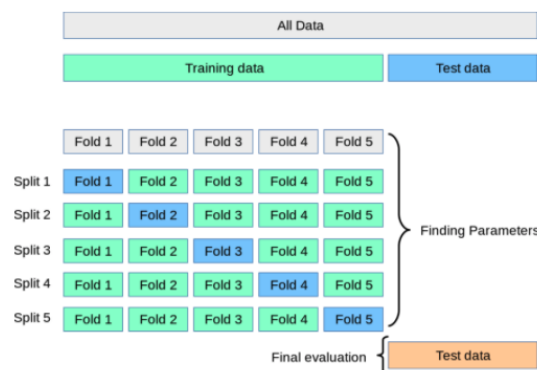 All Data
Training data Test data
Fold 1 Fold 2 Fold 3 Fold 4 Fold 5
Split 1 Fold 1 Fold 2 Fold 3 Fold 4 Fold 5
Split 2 Fold 1 Fold 2 Fold 3 Fold 4 Fold 5
Finding Parameters
Split 3 Fold 1 Fold 2 Fold 3 Fold 4 Fold 5
Split 4 Fold 1 Fold 2 Fold 3 Fold 4 Fold 5
Split 5 Fold 1 Fold 2 Fold 3 Fold 4 Fold 5
Final evaluation Test data